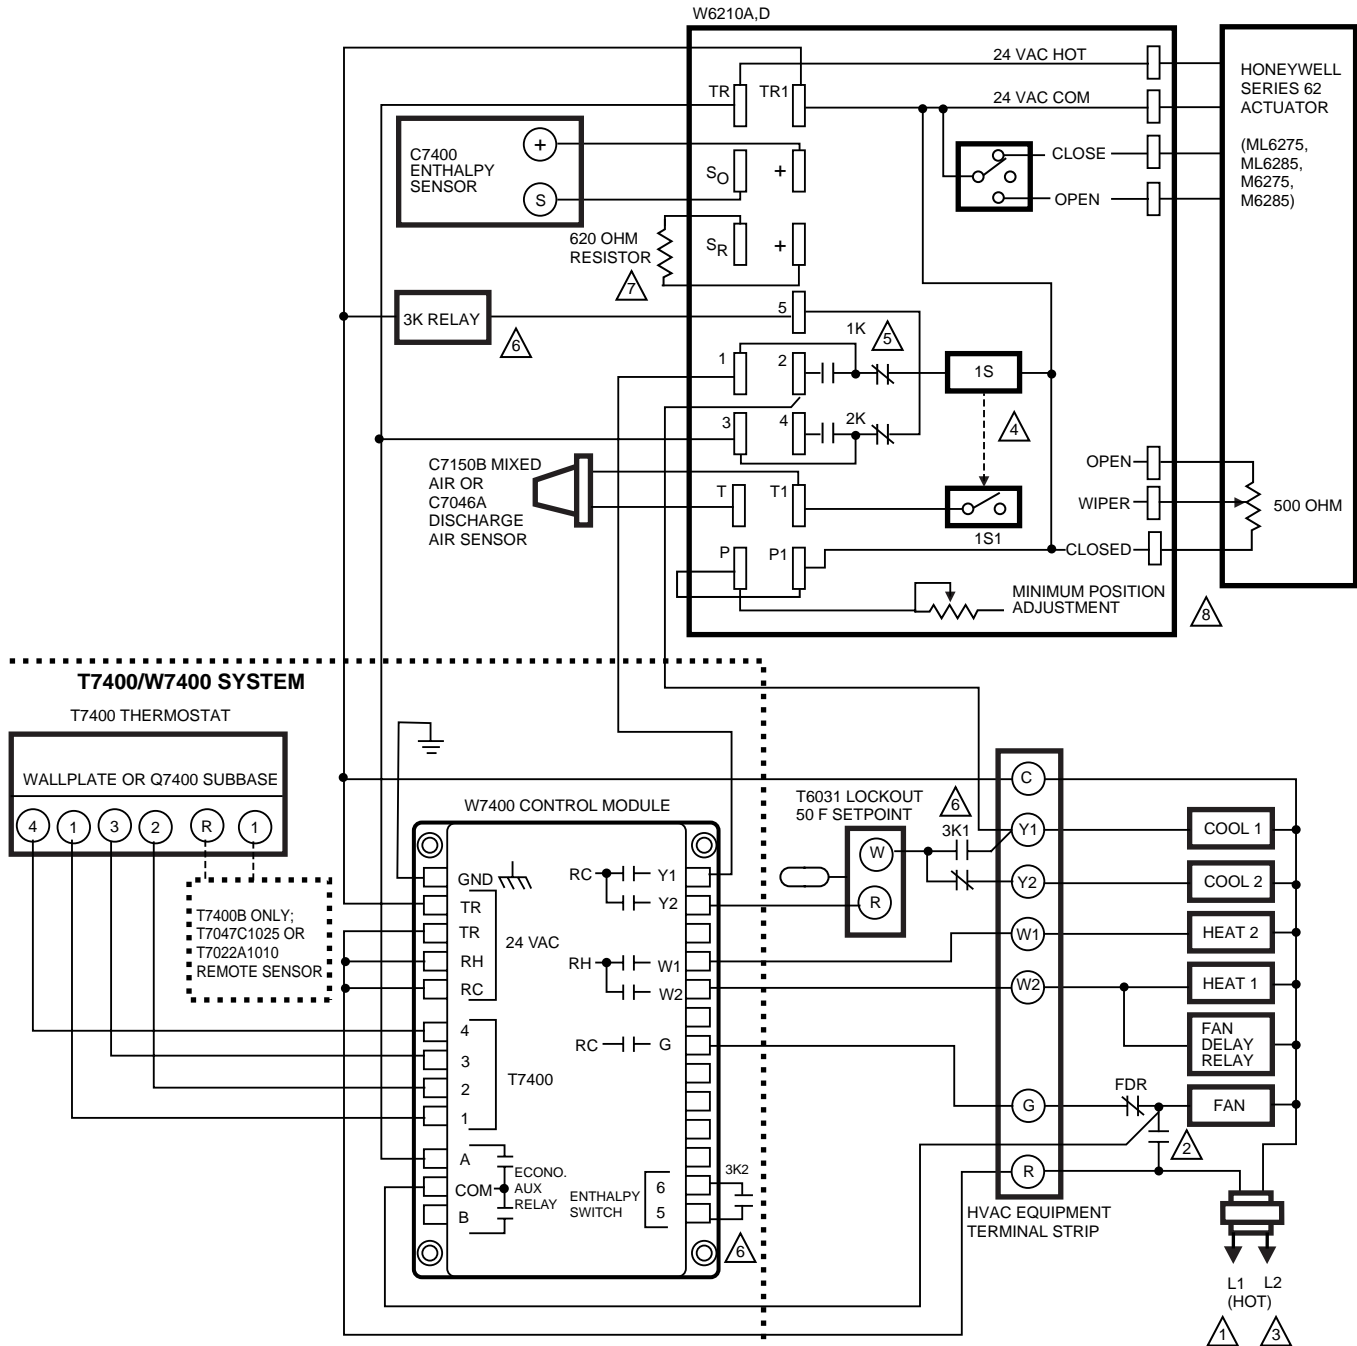 W6210A,D
24 VAC HOT
HONEYWELL
SERIES 62
ACTUATOR
(ML6275,
ML6285,
M6275,
M6285)
TR
TR1
24 VAC COM
C7400
ENTHALPY
SENSOR
+
S
SO
+
CLOSE
OPEN
620 OHM
RESISTOR
7
SR
+
3K RELAY
6
5
1K
5
1
2
1S
3
4
2K
4
C7150B MIXED
AIR OR
C7046A
DISCHARGE
AIR SENSOR
T
T1
1S1
OPEN
WIPER
500 OHM
CLOSED
P
P1
MINIMUM POSITION
ADJUSTMENT
8
T7400/W7400 SYSTEM
T7400 THERMOSTAT
WALLPLATE OR Q7400 SUBBASE
4
1
3
2
R
1
T7400B ONLY;
T7047C1025 OR
T7022A1010
REMOTE SENSOR
W7400 CONTROL MODULE
GND
TR
TR
RH
RC
24 VAC
4
3
2
1
T7400
A
COM
B
ECONO.
AUX
RELAY
RC
Y1
Y2
RH
W1
W2
RC
G
ENTHALPY
SWITCH
6
5
3K2
6
T6031 LOCKOUT
50 F SETPOINT
W
R
6
3K1
C
Y1
Y2
W1
W2
G
R
HVAC EQUIPMENT
TERMINAL STRIP
COOL 1
COOL 2
HEAT 2
HEAT 1
FAN
DELAY
RELAY
FDR
FAN
2
L1
(HOT)
L2
1
3